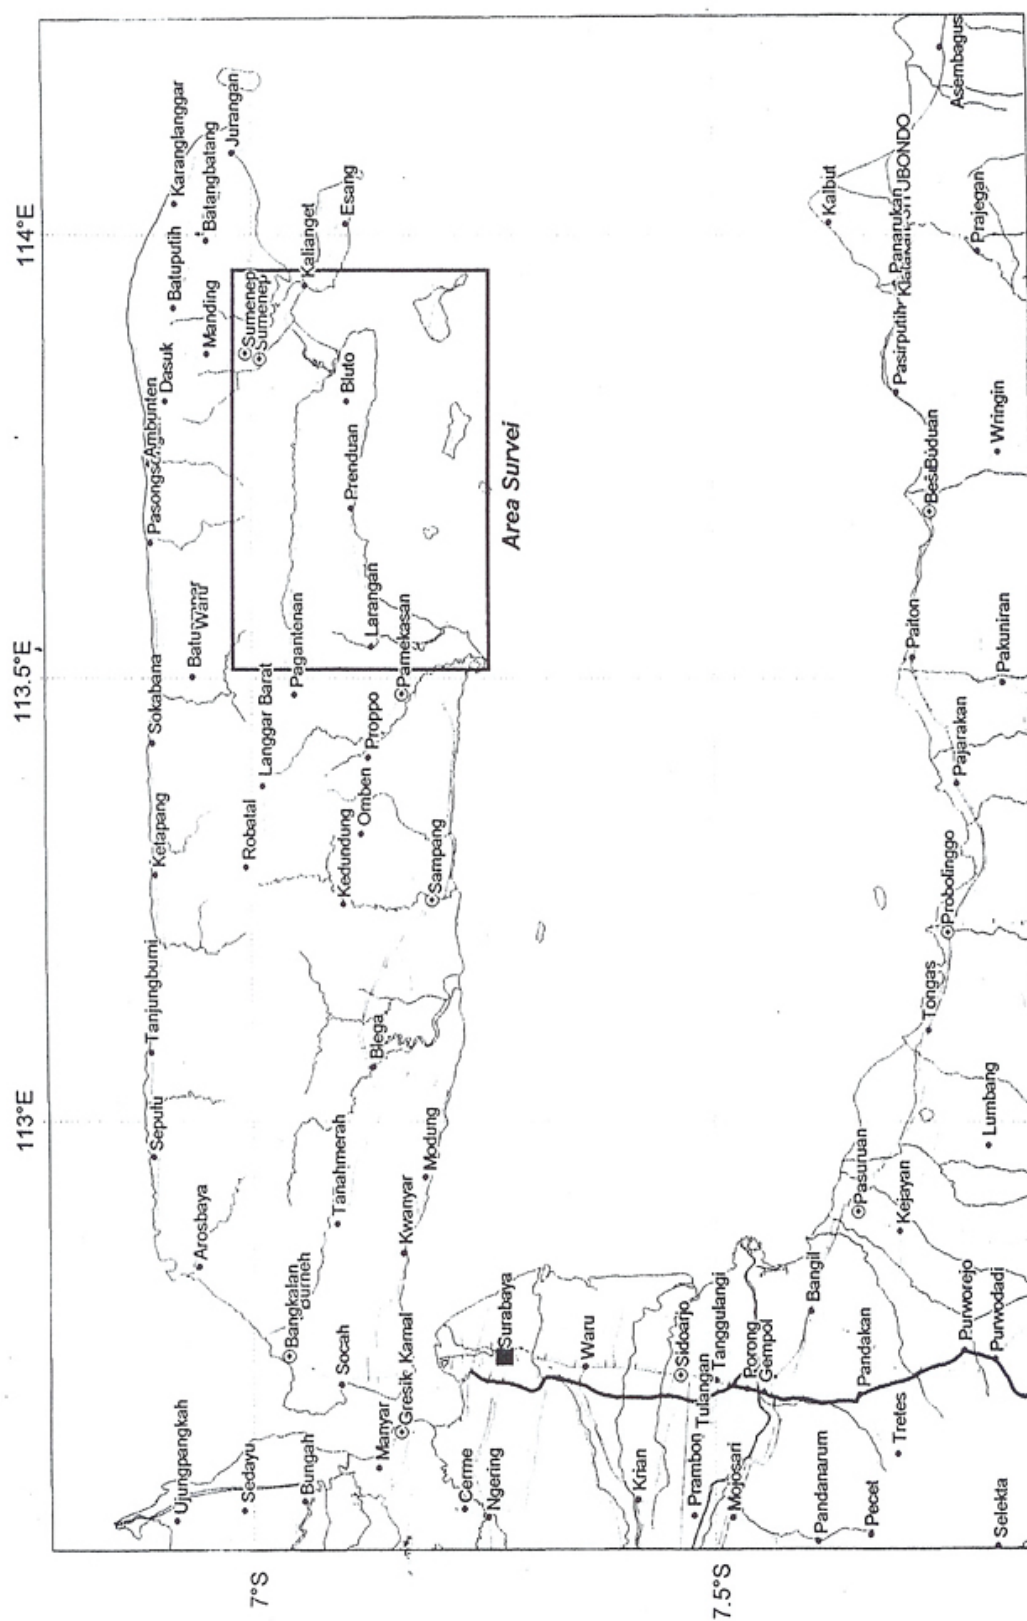 113°E
113.5°E
114°E
7°S
7.5°S
Ujungpangkah
Sedayu
Bungah
Manyar
Gresik
Kamal
Cerme
Ngering
Socah
Bangkalan
Burneh
Arosbaya
Sepulu
Tanjungbumi
Ketapang
Sokabana
Ambunten
Dasuk
Batuputih
Manding
Batangbatang
Karanglanggar
Jurangan
Waru
Robatal
Langgar Barat
Tanahmerah
Kwanyar
Modung
Blega
Kedundung
Omben
Proppo
Sampang
Pamekasan
Pagantenan
Larangan
Prenduan
Bluto
Sumenep
Sumenep
Kalianget
Esang
Area Survei
Surabaya
Waru
Krian
Sidoarjo
Tulangan
Tanggulangi
Prambon
Mojosari
Porong
Gempol
Bangil
Pandanarum
Pecet
Pandakan
Tretes
Selekta
Purworejo
Purwodadi
Pasuruan
Kejayan
Lumbang
Tongas
Probolinggo
Pajarakan
Paiton
Pakuniran
Buduan
Wringin
Pasirputih
Panarukan
Kalbut
Prajegan
Asembagus